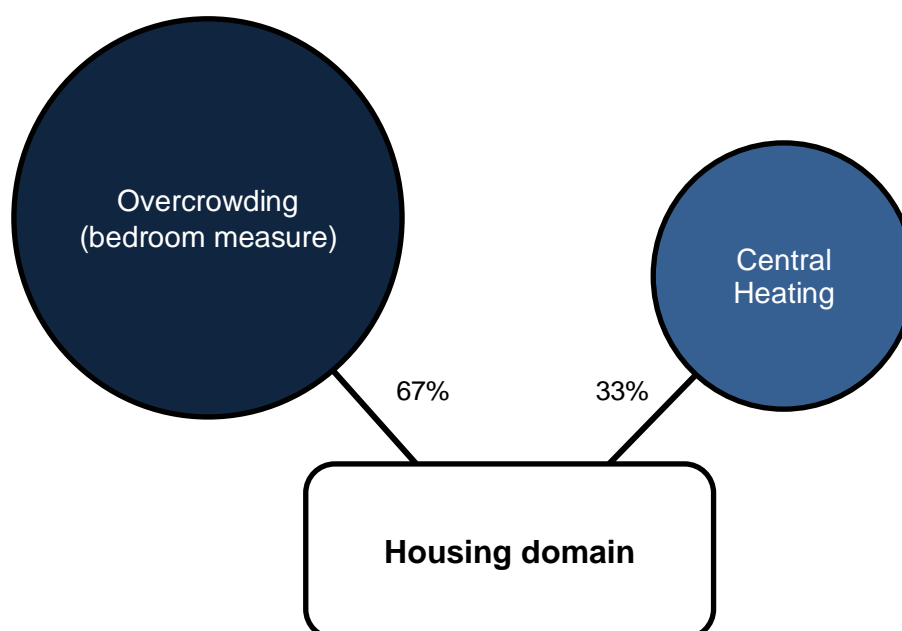 Overcrowding
(bedroom measure)
Central
Heating
67%
33%
Housing domain